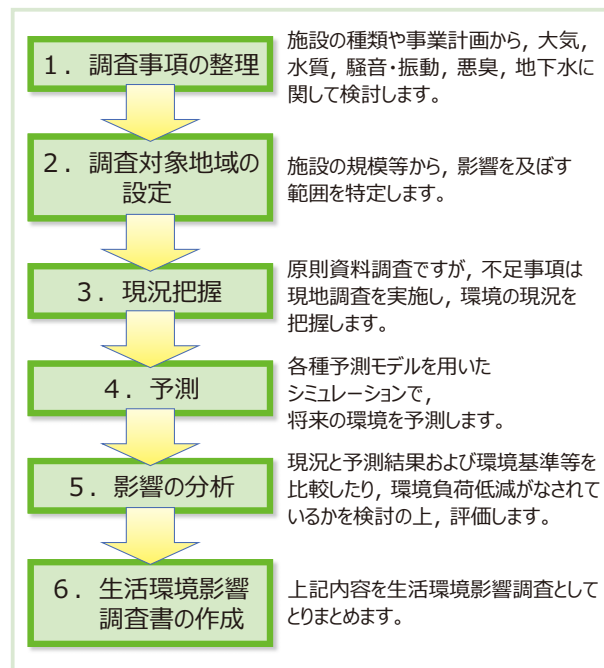 1．調査事項の整理
施設の種類や事業計画から, 大気,
水質, 騒音・振動, 悪臭, 地下水に
関して検討します。
2．調査対象地域の
設定
施設の規模等から, 影響を及ぼす
範囲を特定します。
3．現況把握
原則資料調査ですが, 不足事項は
現地調査を実施し, 環境の現況を
把握します。
4．予測
各種予測モデルを用いた
シミュレーションで,
将来の環境を予測します。
5．影響の分析
現況と予測結果および環境基準等を
比較したり, 環境負荷低減がなされて
いるかを検討の上, 評価します。
6．生活環境影響
調査書の作成
上記内容を生活環境影響調査として
とりまとめます。